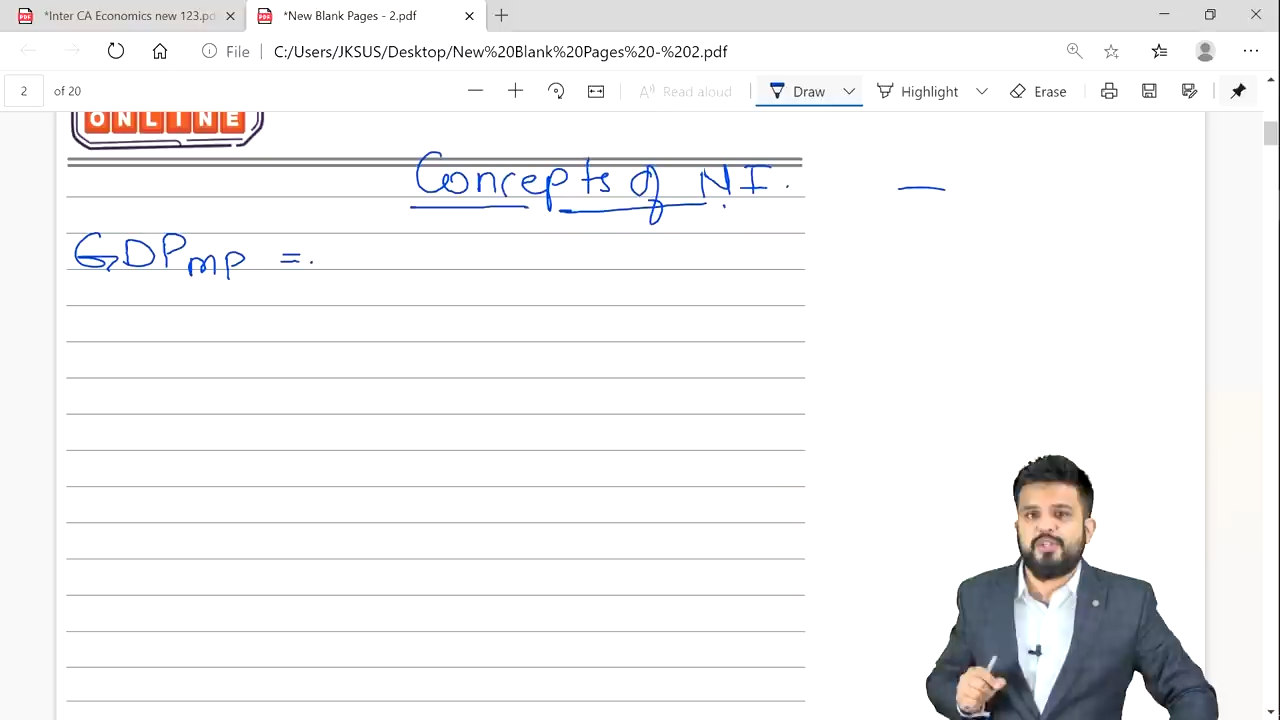 *Inter CA Economics new 123.pd
*New Blank Pages - 2.pdf
File
C:/Users/JKSUS/Desktop/New%20Blank%20Pages%20-%202.pdf
2 of 20
Read aloud
Draw
Highlight
Erase
ONLINE
Concepts of N I.
GDPmp =.